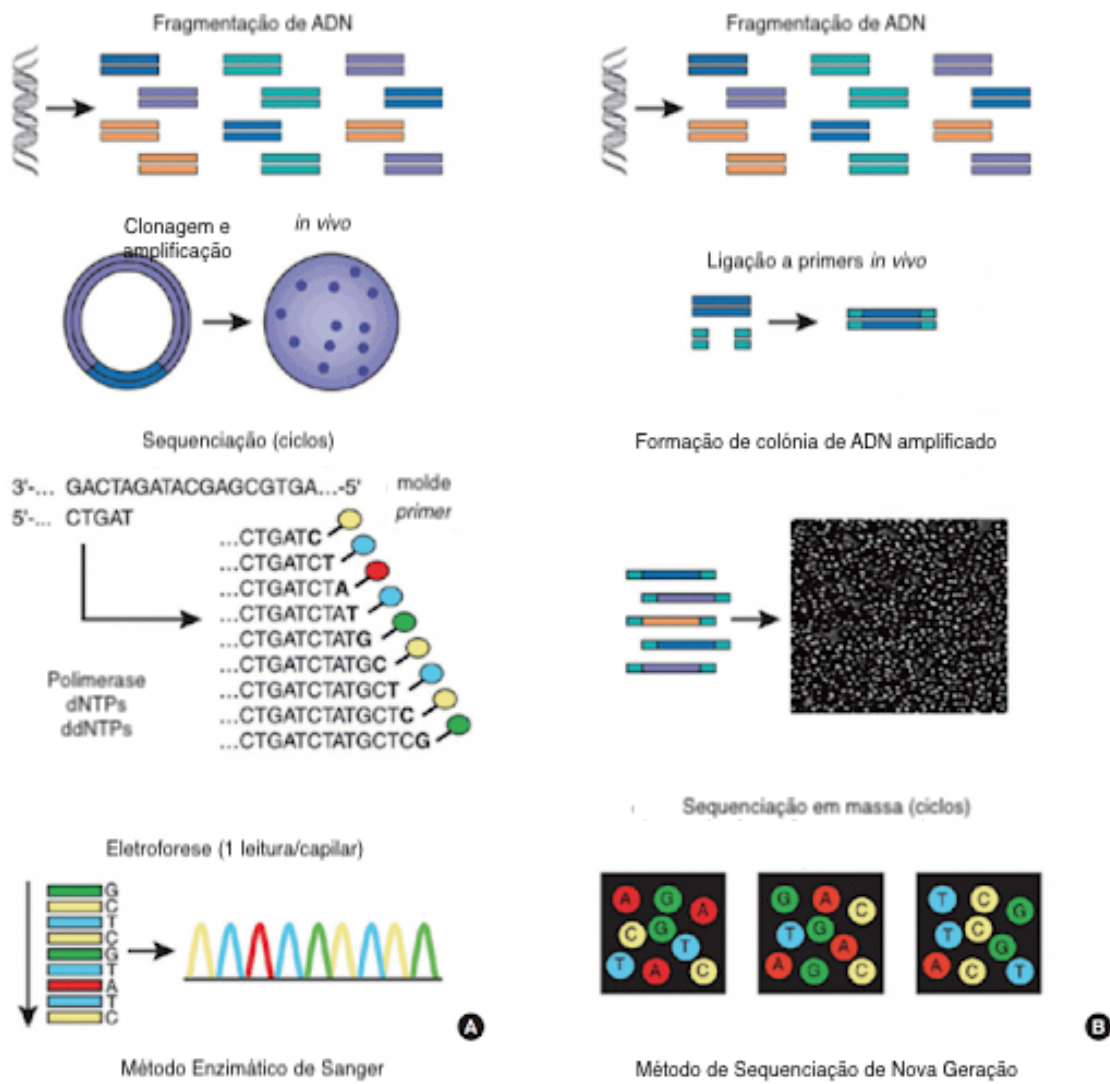 Fragmentação de ADN
Clonagem e
amplificação
in vivo
Sequenciação (ciclos)
3'-... GACTAGATACGAGCGTGA...-5' molde
5'-... CTGAT primer
...CTGATC
...CTGATCT
...CTGATCTA
...CTGATCTAT
...CTGATCTATG
...CTGATCTATGC
...CTGATCTATGCT
...CTGATCTATGCTC
...CTGATCTATGCTCG
Polimerase
dNTPs
ddNTPs
Eletroforese (1 leitura/capilar)
G
C
T
C
G
T
A
T
C
A
Método Enzimático de Sanger
Fragmentação de ADN
Ligação a primers in vivo
Formação de colónia de ADN amplificado
Sequenciação em massa (ciclos)
A G A
C G T
T A C
G A C
T G A
A G C
T C G
T C G
A C T
B
Método de Sequenciação de Nova Geração